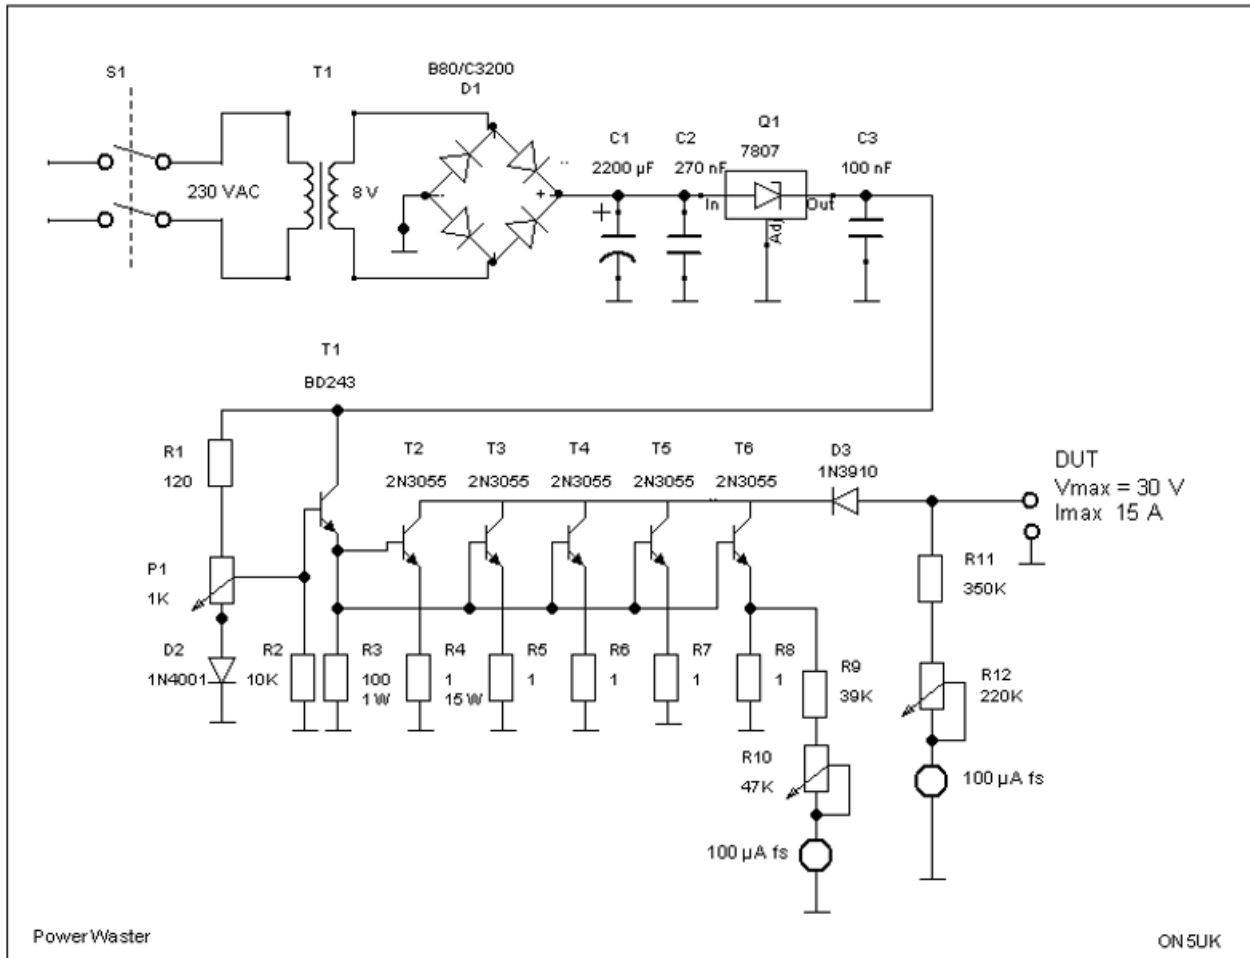 S1
T1
B80/C3200
D1
230 VAC
8 V
-
+
C1
2200 µF
C2
270 nF
Q1
7807
In
Out
Adj
C3
100 nF
+
T1
BD243
R1
120
P1
1K
D2
1N4001
R2
10K
R3
100
1 W
T2
2N3055
T3
2N3055
T4
2N3055
T5
2N3055
T6
2N3055
R4
1
15 W
R5
1
R6
1
R7
1
R8
1
D3
1N3910
DUT
Vmax = 30 V
Imax 15 A
R11
350K
R9
39K
R12
220K
R10
47K
100 µA fs
100 µA fs
Power Waster
ON5UK